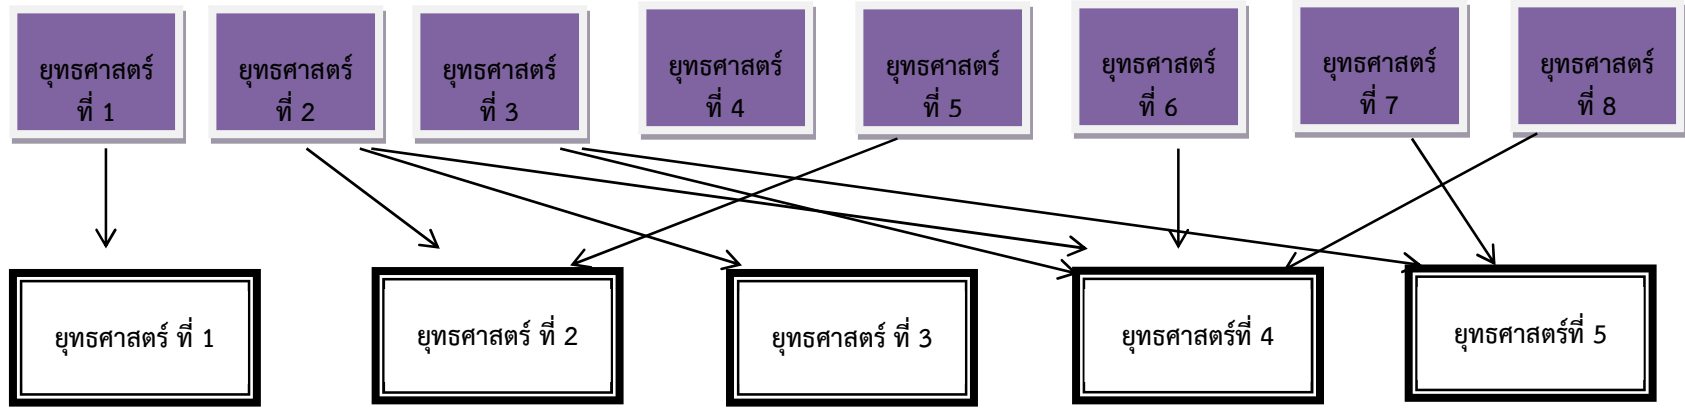 ยุทธศาสตร์
ที่ 1
ยุทธศาสตร์
ที่ 2
ยุทธศาสตร์
ที่ 3
ยุทธศาสตร์
ที่ 4
ยุทธศาสตร์
ที่ 5
ยุทธศาสตร์
ที่ 6
ยุทธศาสตร์
ที่ 7
ยุทธศาสตร์
ที่ 8
ยุทธศาสตร์ ที่ 1
ยุทธศาสตร์ ที่ 2
ยุทธศาสตร์ ที่ 3
ยุทธศาสตร์ที่ 4
ยุทธศาสตร์ที่ 5